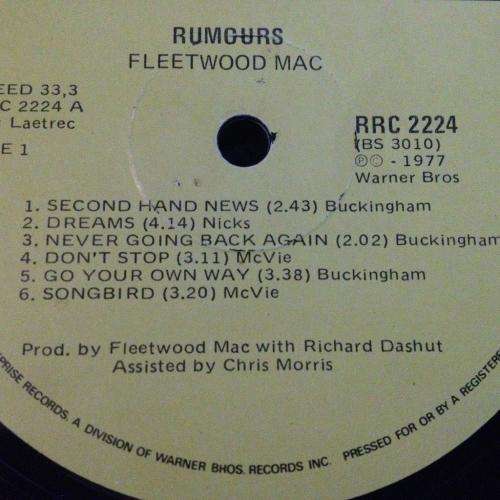 RUMOURS
FLEETWOOD MAC
EED 33,3
C 2224 A
Laetrec
E 1
RRC 2224
(BS 3010)
Ⓟ© - 1977
Warner Bros
1. SECOND HAND NEWS (2.43) Buckingham
2. DREAMS (4.14) Nicks
3. NEVER GOING BACK AGAIN (2.02) Buckingham
4. DON'T STOP (3.11) McVie
5. GO YOUR OWN WAY (3.38) Buckingham
6. SONGBIRD (3.20) McVie
Prod. by Fleetwood Mac with Richard Dashut
Assisted by Chris Morris
PRISE RECORDS, A DIVISION OF WARNER BROS. RECORDS INC. PRESSED FOR OR BY A REGISTERE